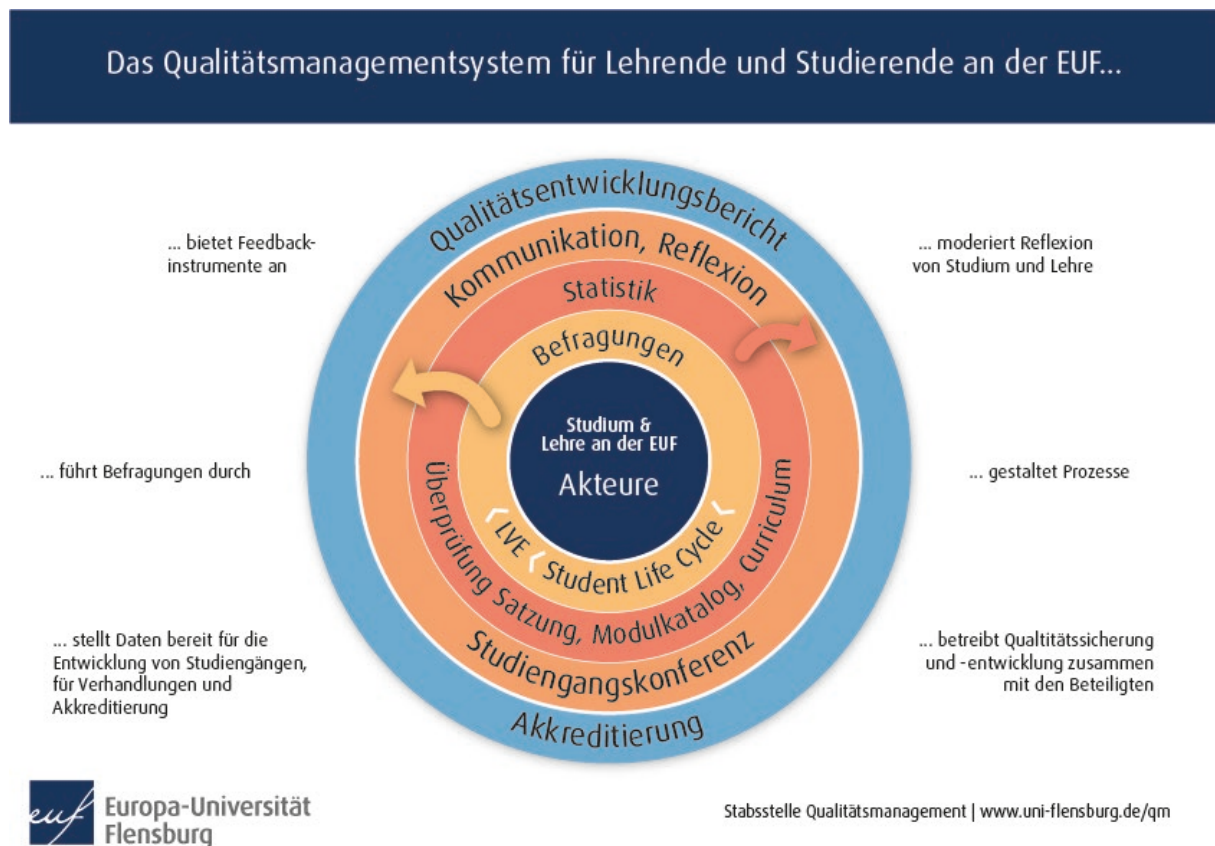 Das Qualitätsmanagementsystem für Lehrende und Studierende an der EUF...
... bietet Feedback-
instrumente an
... führt Befragungen durch
... stellt Daten bereit für die
Entwicklung von Studiengängen,
für Verhandlungen und
Akkreditierung
Qualitätsentwicklungsbericht
Kommunikation, Reflexion
Statistik
Befragungen
Studium &
Lehre an der EUF
Akteure
LVE
Student Life Cycle
Überprüfung Satzung, Modulkatalog, Curriculum
Studiengangskonferenz
Akkreditierung
... moderiert Reflexion
von Studium und Lehre
... gestaltet Prozesse
... betreibt Qualtitätssicherung
und -entwicklung zusammen
mit den Beteiligten
euf
Europa-Universität
Flensburg
Stabsstelle Qualitätsmanagement | www.uni-flensburg.de/qm